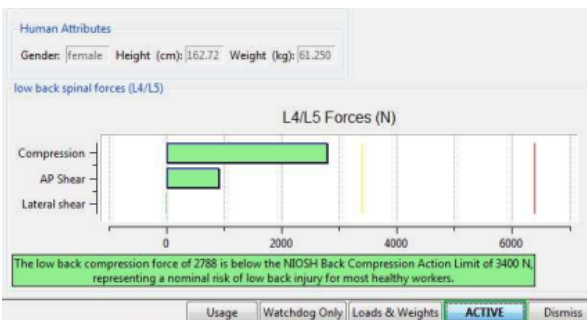 Human Attributes
Gender: female Height (cm): 162.72 Weight (kg): 61.250
low back spinal forces (L4/L5)
L4/L5 Forces (N)
Compression
AP Shear
Lateral shear
0 2000 4000 6000
The low back compression force of 2788 is below the NIOSH Back Compression Action Limit of 3400 N,
representing a nominal risk of low back injury for most healthy workers.
Usage Watchdog Only Loads & Weights ACTIVE Dismiss